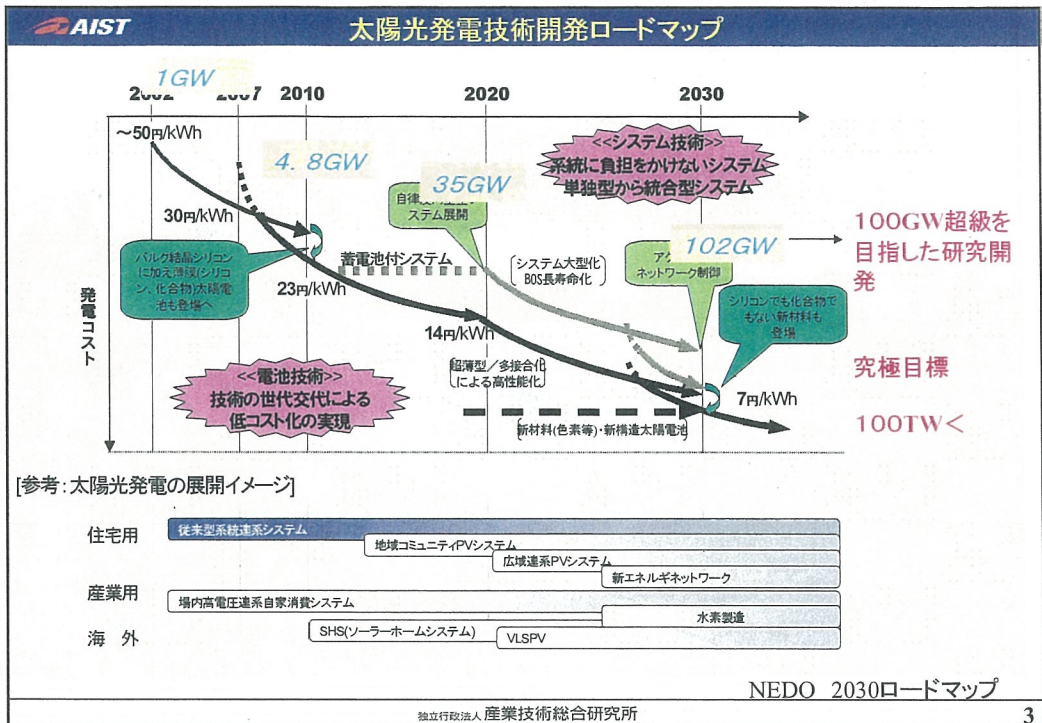 AIST
太陽光発電技術開発ロードマップ
1GW
2002
2007
2010
2020
2030
～50円/kWh
4. 8GW
35GW
<<システム技術>>
系統に負担をかけないシステム
単独型から統合型システム
自律
ステム展開
30円/kWh
102GW
100GW超級を
目指した研究開
発
バルク結晶シリコン
に加え薄膜(シリコ
ン、化合物)太陽電
池も登場へ
蓄電池付システム
システム大型化
BOS長寿命化
ネットワーク制御
シリコンでも化合物で
もない新材料も
登場
23円/kWh
発電コスト
14円/kWh
超薄型／多接合化
による高性能化
究極目標
<<電池技術>>
技術の世代交代による
低コスト化の実現
7円/kWh
新材料(色素等)・新構造太陽電池
100TW<
[参考：太陽光発電の展開イメージ]
住宅用
従来型系統連系システム
地域コミュニティPVシステム
広域連系PVシステム
新エネルギネットワーク
産業用
場内高電圧連系自家消費システム
水素製造
海 外
SHS(ソーラーホームシステム)
VLSPV
NEDO 2030ロードマップ
独立行政法人 産業技術総合研究所
3